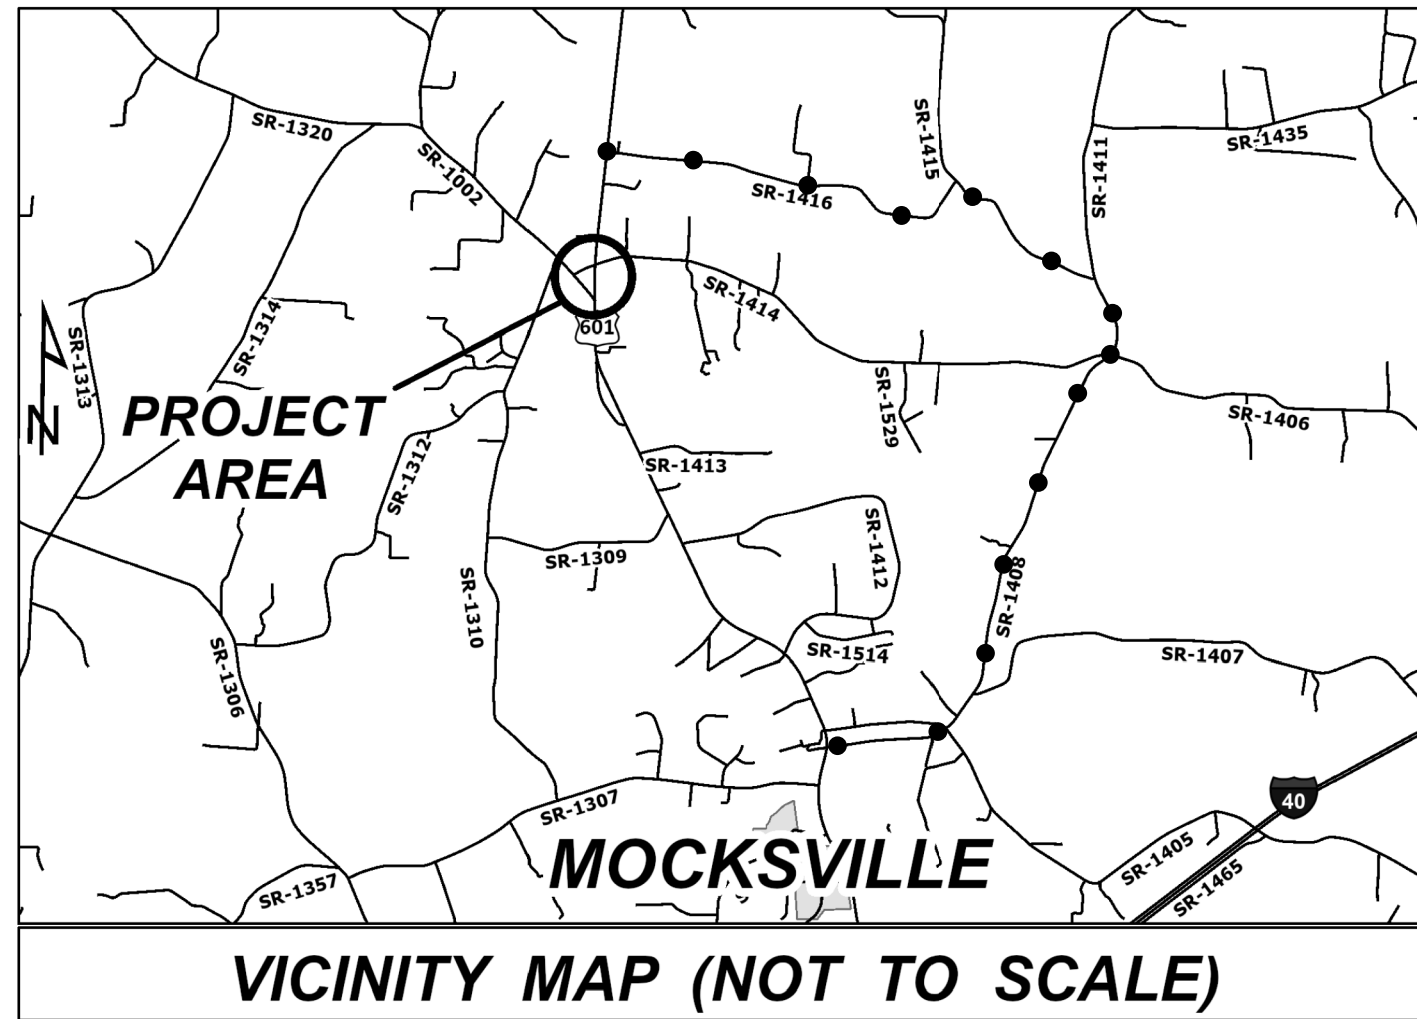 SR-1320
SR-1002
SR-1416
SR-1415
SR-1411
SR-1435
SR-1313
SR-1314
601
SR-1414
SR-1529
SR-1406
N
PROJECT
AREA
SR-1312
SR-1413
SR-1309
SR-1310
SR-1412
SR-1408
SR-1514
SR-1407
SR-1306
SR-1307
40
MOCKSVILLE
SR-1405
SR-1465
SR-1357
VICINITY MAP (NOT TO SCALE)